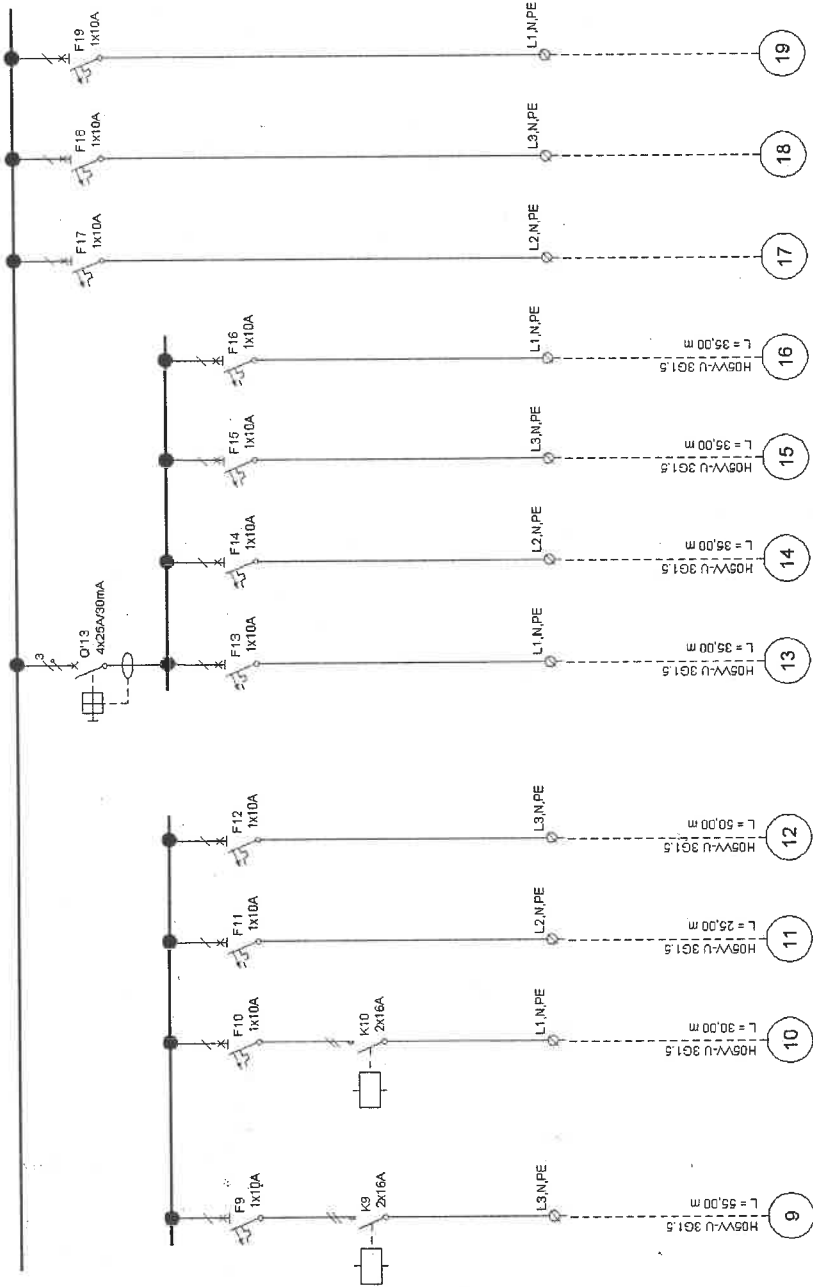 F9
1x10A
K9
2x16A
L3,N,PE
H05VV-U 3G1.5
L = 55,00 m
9
F10
1x10A
K10
2x16A
L1,N,PE
H05VV-U 3G1.5
L = 30,00 m
10
F11
1x10A
L2,N,PE
H05VV-U 3G1.5
L = 25,00 m
11
F12
1x10A
L3,N,PE
H05VV-U 3G1.5
L = 50,00 m
12
3
Q'13
4x25A/30mA
F13
1x10A
L1,N,PE
H05VV-U 3G1.5
L = 35,00 m
13
F14
1x10A
L2,N,PE
H05VV-U 3G1.5
L = 35,00 m
14
F15
1x10A
L3,N,PE
H05VV-U 3G1.5
L = 35,00 m
15
F16
1x10A
L1,N,PE
H05VV-U 3G1.5
L = 35,00 m
16
F17
1x10A
L2,N,PE
17
F18
1x10A
L3,N,PE
18
F19
1x10A
L1,N,PE
19